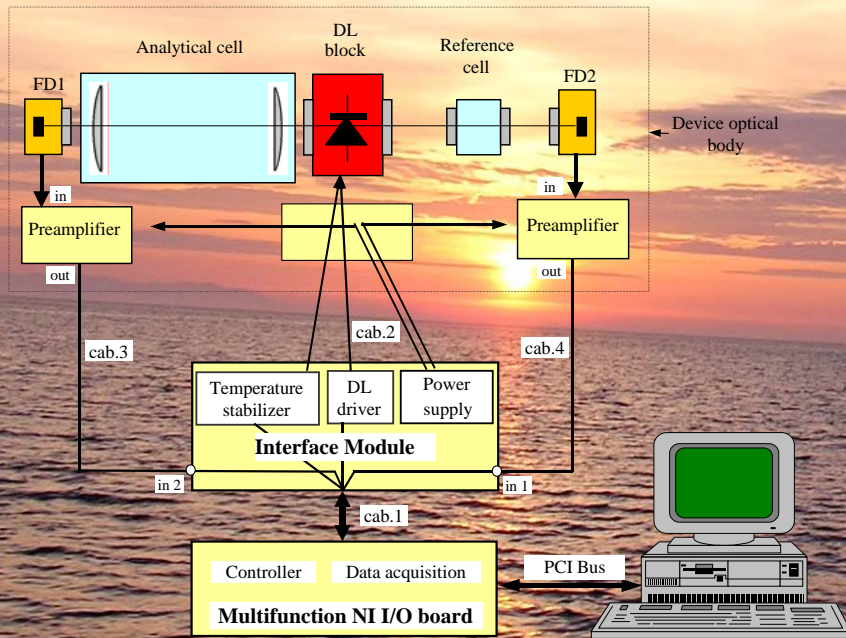 DL
block
Analytical cell
Reference
cell
FD1
FD2
Device optical
body
in
in
Preamplifier
Preamplifier
out
out
cab.2
cab.3
cab.4
Temperature
stabilizer
DL
driver
Power
supply
Interface Module
in 2
in 1
cab.1
PCI Bus
Controller
Data acquisition
Multifunction NI I/O board